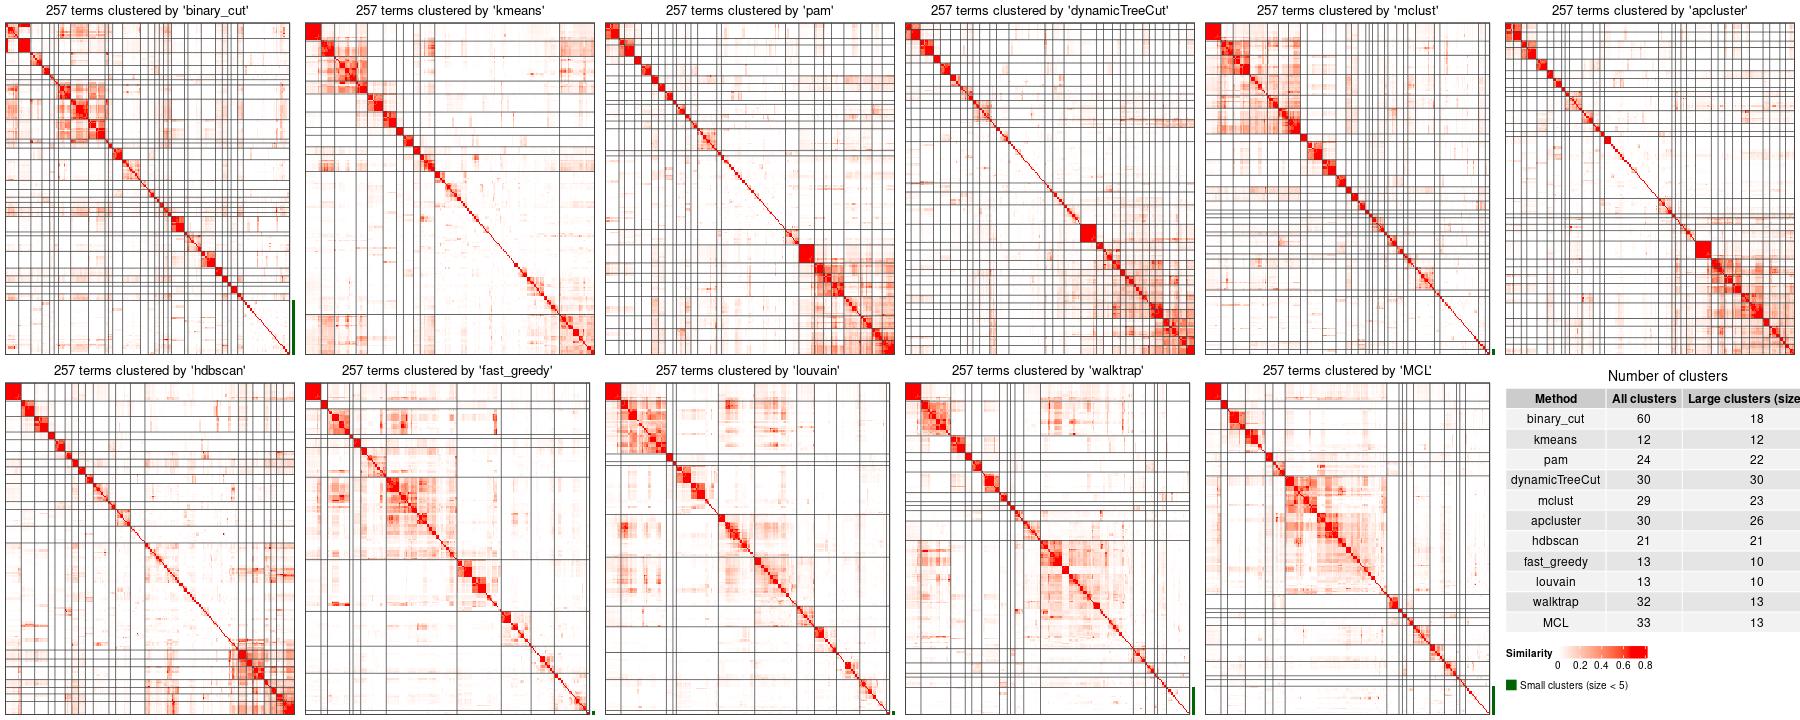 257 terms clustered by 'binary_cut'
257 terms clustered by 'kmeans'
257 terms clustered by 'pam'
257 terms clustered by 'dynamicTreeCut'
257 terms clustered by 'mclust'
257 terms clustered by 'apcluster'
257 terms clustered by 'hdbscan'
257 terms clustered by 'fast_greedy'
257 terms clustered by 'louvain'
257 terms clustered by 'walktrap'
257 terms clustered by 'MCL'
Number of clusters
Method All clusters Large clusters (size
binary_cut 60 18
kmeans 12 12
pam 24 22
dynamicTreeCut 30 30
mclust 29 23
apcluster 30 26
hdbscan 21 21
fast_greedy 13 10
louvain 13 10
walktrap 32 13
MCL 33 13
Similarity
0 0.2 0.4 0.6 0.8
Small clusters (size < 5)